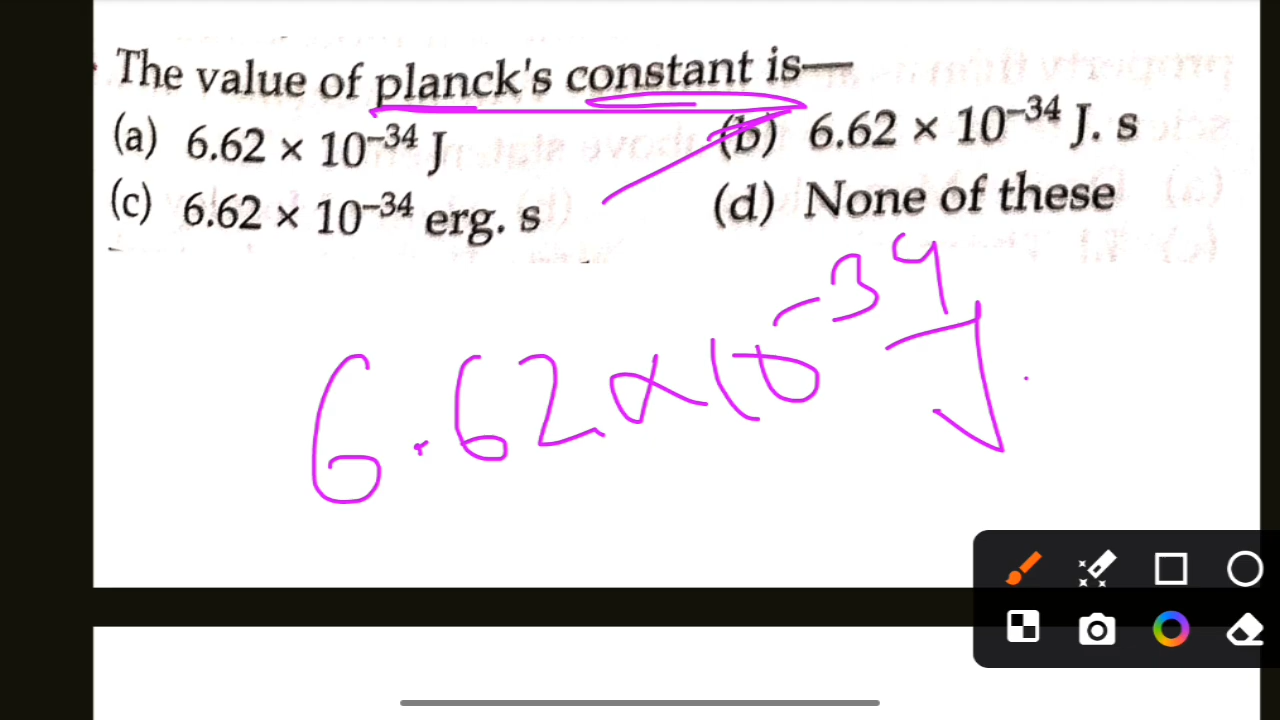 The value of planck's constant is—
(a) 6.62 × 10⁻³⁴ J (b) 6.62 × 10⁻³⁴ J. s
(c) 6.62 × 10⁻³⁴ erg. s (d) None of these
6.62×10⁻³⁴ J.